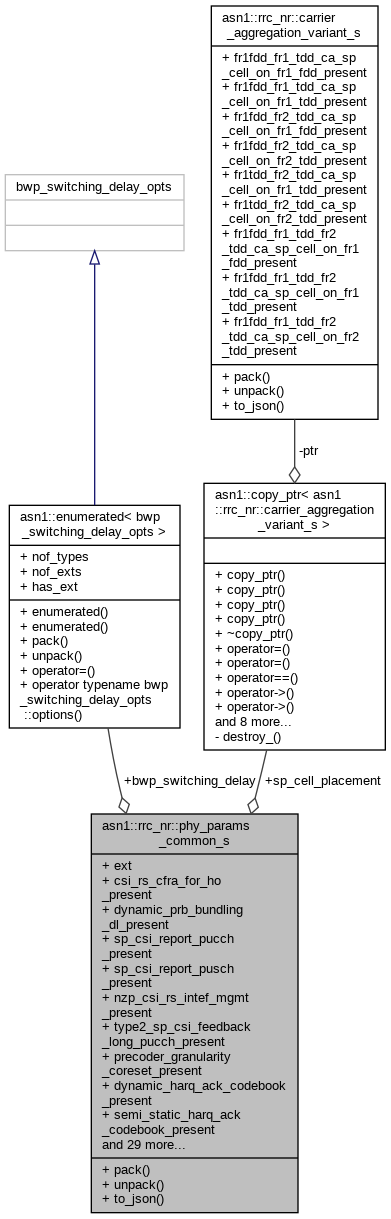 asn1::rrc_nr::carrier
_aggregation_variant_s
+ fr1fdd_fr1_tdd_ca_sp
_cell_on_fr1_fdd_present
+ fr1fdd_fr1_tdd_ca_sp
_cell_on_fr1_tdd_present
+ fr1fdd_fr2_tdd_ca_sp
_cell_on_fr1_fdd_present
+ fr1fdd_fr2_tdd_ca_sp
_cell_on_fr2_tdd_present
+ fr1tdd_fr2_tdd_ca_sp
_cell_on_fr1_tdd_present
+ fr1tdd_fr2_tdd_ca_sp
_cell_on_fr2_tdd_present
+ fr1fdd_fr1_tdd_fr2
_tdd_ca_sp_cell_on_fr1
_fdd_present
+ fr1fdd_fr1_tdd_fr2
_tdd_ca_sp_cell_on_fr1
_tdd_present
+ fr1fdd_fr1_tdd_fr2
_tdd_ca_sp_cell_on_fr2
_tdd_present
+ pack()
+ unpack()
+ to_json()
bwp_switching_delay_opts
-ptr
asn1::enumerated< bwp
_switching_delay_opts >
+ nof_types
+ nof_exts
+ has_ext
+ enumerated()
+ enumerated()
+ pack()
+ unpack()
+ operator=()
+ operator typename bwp
_switching_delay_opts
::options()
asn1::copy_ptr< asn1
::rrc_nr::carrier_aggregation
_variant_s >
+ copy_ptr()
+ copy_ptr()
+ copy_ptr()
+ copy_ptr()
+ ~copy_ptr()
+ operator=()
+ operator=()
+ operator==()
+ operator->()
+ operator->()
and 8 more...
- destroy_()
+bwp_switching_delay
+sp_cell_placement
asn1::rrc_nr::phy_params
_common_s
+ ext
+ csi_rs_cfra_for_ho
_present
+ dynamic_prb_bundling
_dl_present
+ sp_csi_report_pucch
_present
+ sp_csi_report_pusch
_present
+ nzp_csi_rs_intef_mgmt
_present
+ type2_sp_csi_feedback
_long_pucch_present
+ precoder_granularity
_coreset_present
+ dynamic_harq_ack_codebook
_present
+ semi_static_harq_ack
_codebook_present
and 29 more...
+ pack()
+ unpack()
+ to_json()